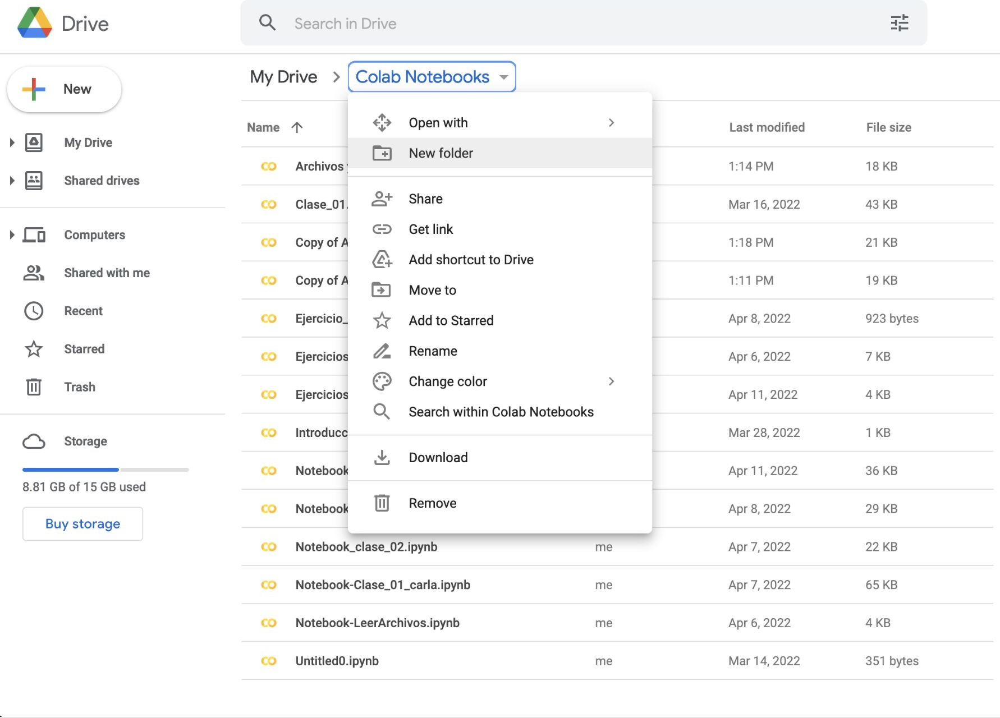 Drive
Search in Drive
New
My Drive
Shared drives
Computers
Shared with me
Recent
Starred
Trash
Storage
8.81 GB of 15 GB used
Buy storage
My Drive > Colab Notebooks
Open with
New folder
Share
Get link
Add shortcut to Drive
Move to
Add to Starred
Rename
Change color
Search within Colab Notebooks
Download
Remove
Name Last modified File size
Archivos 1:14 PM 18 KB
Clase_01. Mar 16, 2022 43 KB
Copy of A 1:18 PM 21 KB
Copy of A 1:11 PM 19 KB
Ejercicio_ Apr 8, 2022 923 bytes
Ejercicios Apr 6, 2022 7 KB
Ejercicios Apr 11, 2022 4 KB
Introducc Mar 28, 2022 1 KB
Notebook Apr 11, 2022 36 KB
Notebook Apr 8, 2022 29 KB
Notebook_clase_02.ipynb me Apr 7, 2022 22 KB
Notebook-Clase_01_carla.ipynb me Apr 7, 2022 65 KB
Notebook-LeerArchivos.ipynb me Apr 6, 2022 4 KB
Untitled0.ipynb me Mar 14, 2022 351 bytes